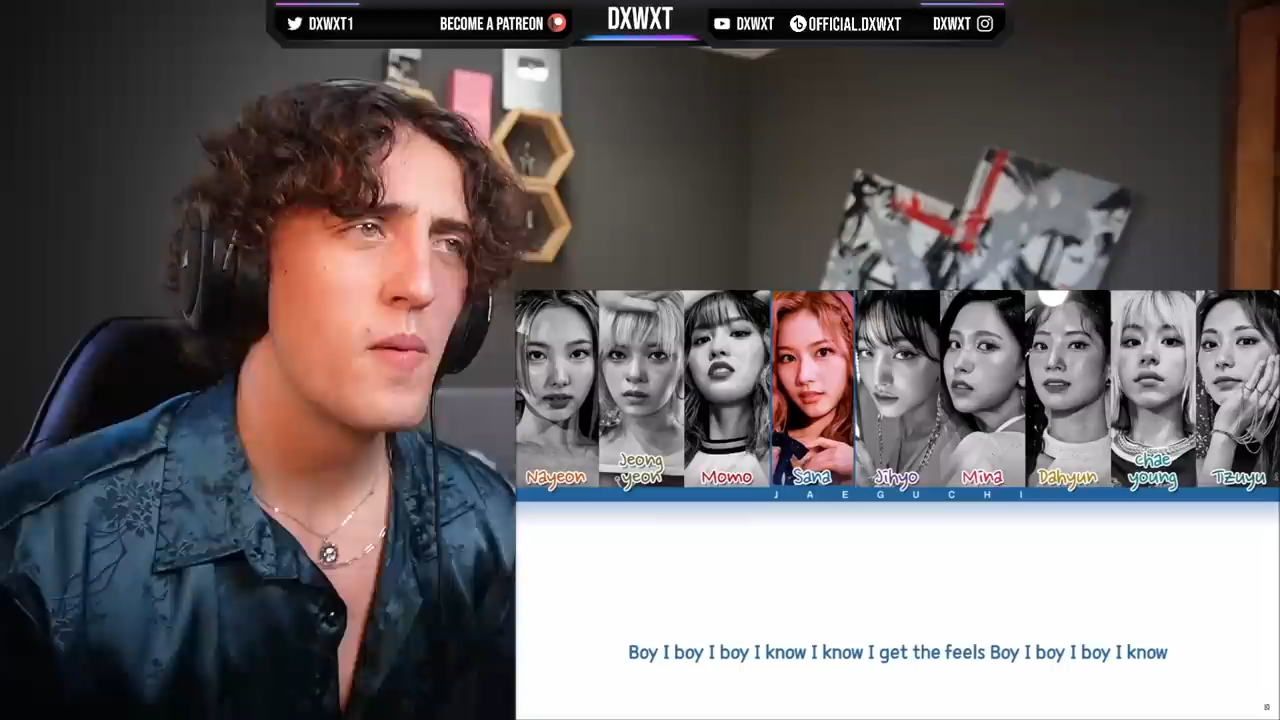 DXWXT1
BECOME A PATREON
DXWXT
DXWXT
OFFICIAL.DXWXT
DXWXT
Nayeon
Jeong
yeon
Momo
Sana
Jihyo
Mina
Dahyun
chae
young
Tzuyu
JAEGUCHI
Boy I boy I boy I know I know I get the feels Boy I boy I boy I know